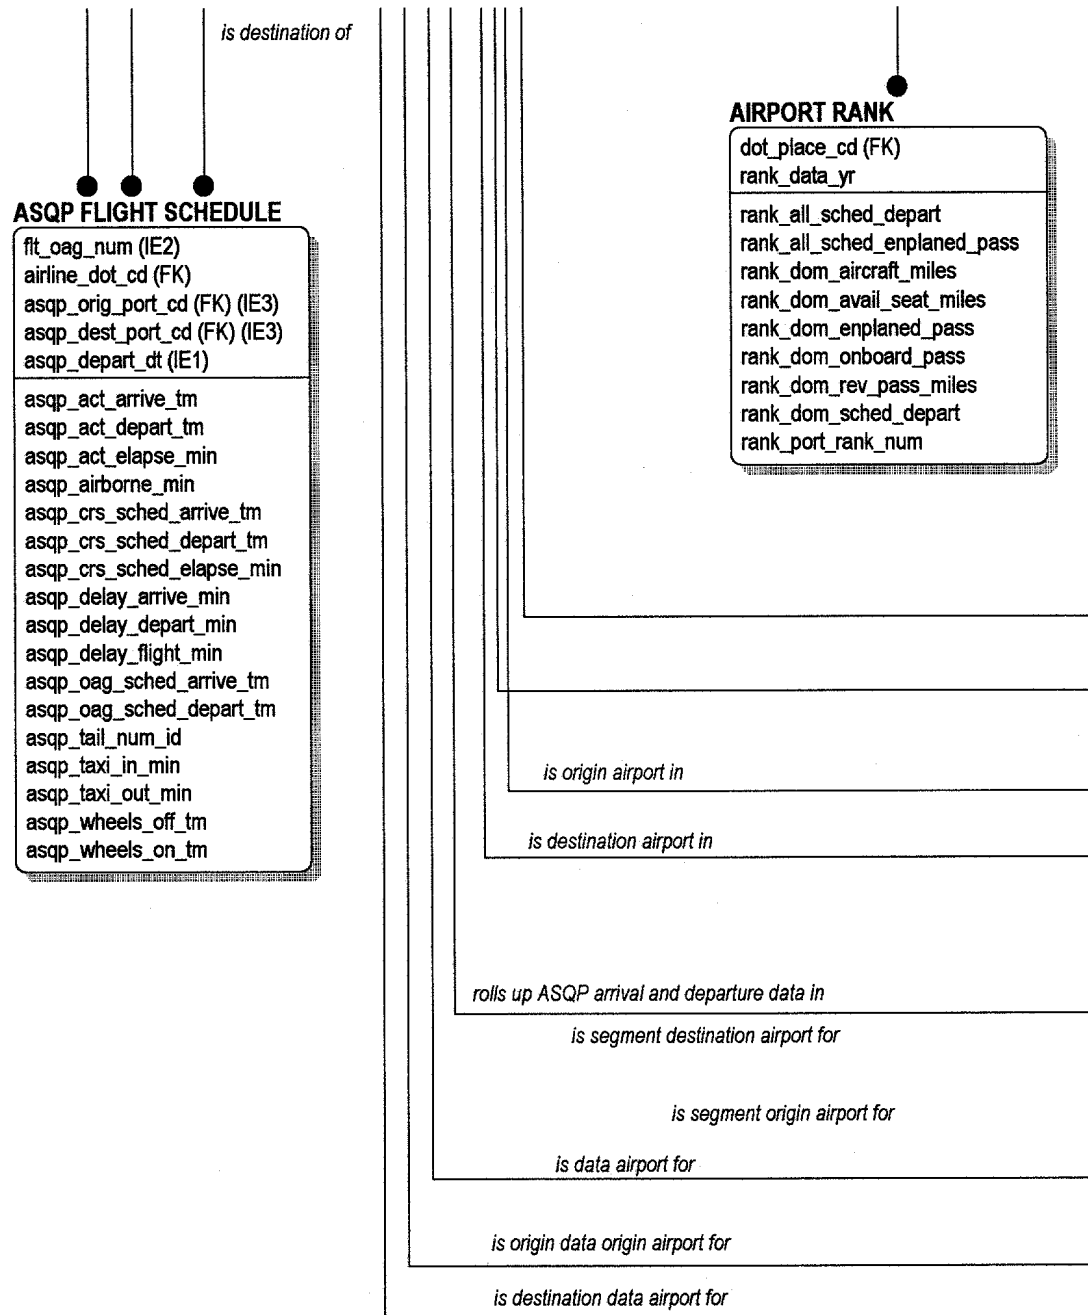 is destination of
AIRPORT RANK
dot_place_cd (FK)
rank_data_yr
rank_all_sched_depart
rank_all_sched_enplaned_pass
rank_dom_aircraft_miles
rank_dom_avail_seat_miles
rank_dom_enplaned_pass
rank_dom_onboard_pass
rank_dom_rev_pass_miles
rank_dom_sched_depart
rank_port_rank_num
ASQP FLIGHT SCHEDULE
flt_oag_num (IE2)
airline_dot_cd (FK)
asqp_orig_port_cd (FK) (IE3)
asqp_dest_port_cd (FK) (IE3)
asqp_depart_dt (IE1)
asqp_act_arrive_tm
asqp_act_depart_tm
asqp_act_elapse_min
asqp_airborne_min
asqp_crs_sched_arrive_tm
asqp_crs_sched_depart_tm
asqp_crs_sched_elapse_min
asqp_delay_arrive_min
asqp_delay_depart_min
asqp_delay_flight_min
asqp_oag_sched_arrive_tm
asqp_oag_sched_depart_tm
asqp_tail_num_id
asqp_taxi_in_min
asqp_taxi_out_min
asqp_wheels_off_tm
asqp_wheels_on_tm
is origin airport in
is destination airport in
rolls up ASQP arrival and departure data in
is segment destination airport for
is segment origin airport for
is data airport for
is origin data origin airport for
is destination data airport for